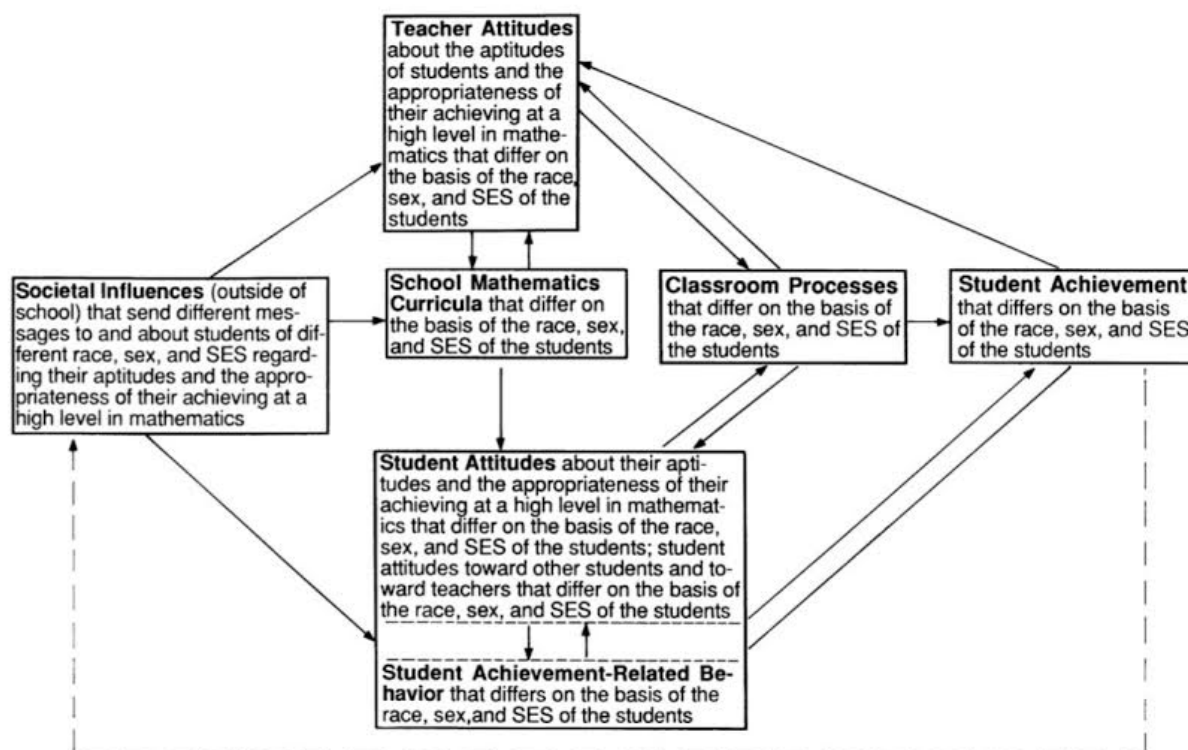 Teacher Attitudes
about the aptitudes
of students and the
appropriateness of
their achieving at a
high level in mathe-
matics that differ on
the basis of the race,
sex, and SES of the
students
Societal Influences (outside of
school) that send different mes-
sages to and about students of dif-
ferent race, sex, and SES regard-
ing their aptitudes and the appro-
priateness of their achieving at a
high level in mathematics
School Mathematics
Curricula that differ on
the basis of the race, sex,
and SES of the students
Classroom Processes
that differ on the basis of
the race, sex, and SES of
the students
Student Achievement
that differs on the basis
of the race, sex, and SES
of the students
Student Attitudes about their apti-
tudes and the appropriateness of their
achieving at a high level in mathemat-
ics that differ on the basis of the race,
sex, and SES of the students; student
attitudes toward other students and to-
ward teachers that differ on the basis of
the race, sex, and SES of the students
Student Achievement-Related Be-
havior that differs on the basis of the
race, sex,and SES of the students